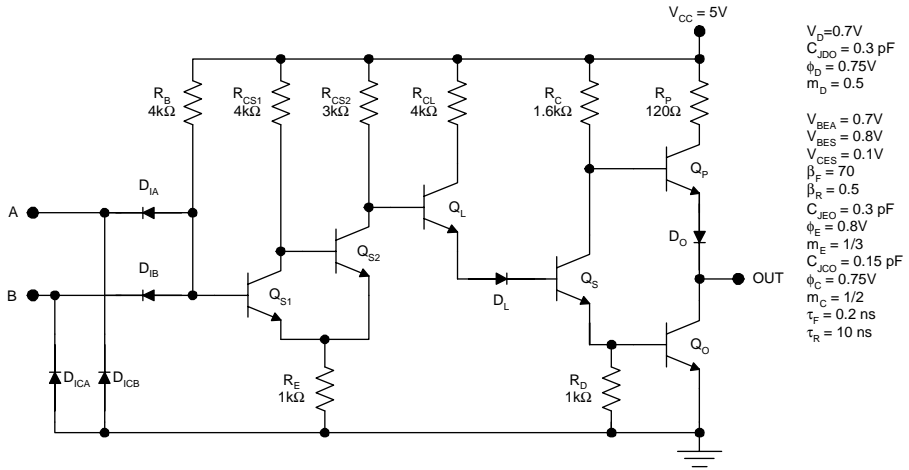 V_CC = 5V
R_B
4kΩ
R_CS1
4kΩ
R_CS2
3kΩ
R_CL
4kΩ
R_C
1.6kΩ
R_P
120Ω
D_IA
A
D_IB
B
Q_S1
Q_S2
Q_L
D_L
Q_S
Q_P
D_O
OUT
Q_O
D_ICA
D_ICB
R_E
1kΩ
R_D
1kΩ
V_D=0.7V
C_JDO = 0.3 pF
ϕ_D = 0.75V
m_D = 0.5
V_BEA = 0.7V
V_BES = 0.8V
V_CES = 0.1V
β_F = 70
β_R = 0.5
C_JEO = 0.3 pF
ϕ_E = 0.8V
m_E = 1/3
C_JCO = 0.15 pF
ϕ_C = 0.75V
m_C = 1/2
τ_F = 0.2 ns
τ_R = 10 ns